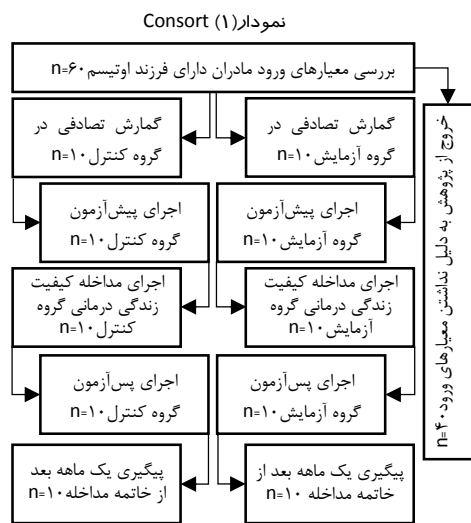 نمودار(۱) Consort
بررسی معیارهای ورود مادران دارای فرزند اوتیسم n=۶۰
گمارش تصادفی در
گروه آزمایش n=۱۰
گمارش تصادفی در
گروه کنترل n=۱۰
خروج از پژوهش به دلیل نداشتن معیارهای ورود n=۴۰
اجرای پیش‌آزمون
گروه آزمایش n=۱۰
اجرای پیش‌آزمون
گروه کنترل n=۱۰
اجرای مداخله کیفیت
زندگی درمانی گروه
آزمایش n=۱۰
اجرای مداخله کیفیت
زندگی درمانی گروه
کنترل n=۱۰
اجرای پس‌آزمون
گروه آزمایش n=۱۰
اجرای پس‌آزمون
گروه کنترل n=۱۰
پیگیری یک ماهه بعد از
خاتمه مداخله n=۱۰
پیگیری یک ماهه بعد
از خاتمه مداخله n=۱۰